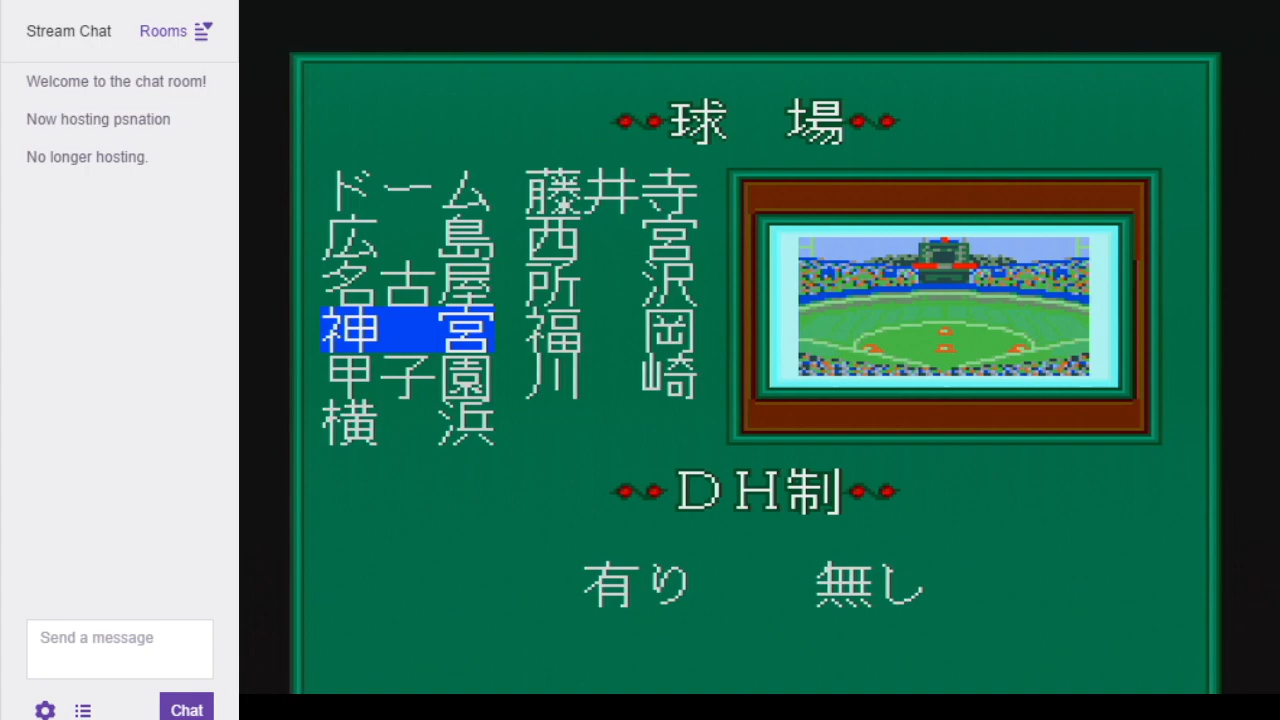 Stream Chat
Rooms
Welcome to the chat room!
Now hosting psnation
No longer hosting.
Send a message
Chat
球場
ドーム 藤井寺
広島 西宮
名古屋 所沢
神宮 福岡
甲子園 川崎
横浜
DH制
有り 無し